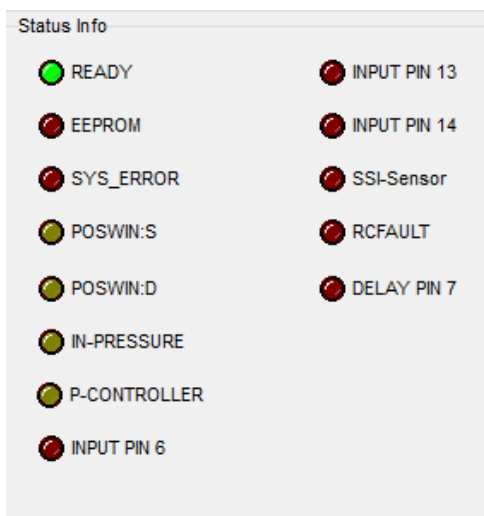 Status Info
READY
EEPROM
SYS_ERROR
POSWIN:S
POSWIN:D
IN-PRESSURE
P-CONTROLLER
INPUT PIN 6
INPUT PIN 13
INPUT PIN 14
SSI-Sensor
RCFAULT
DELAY PIN 7